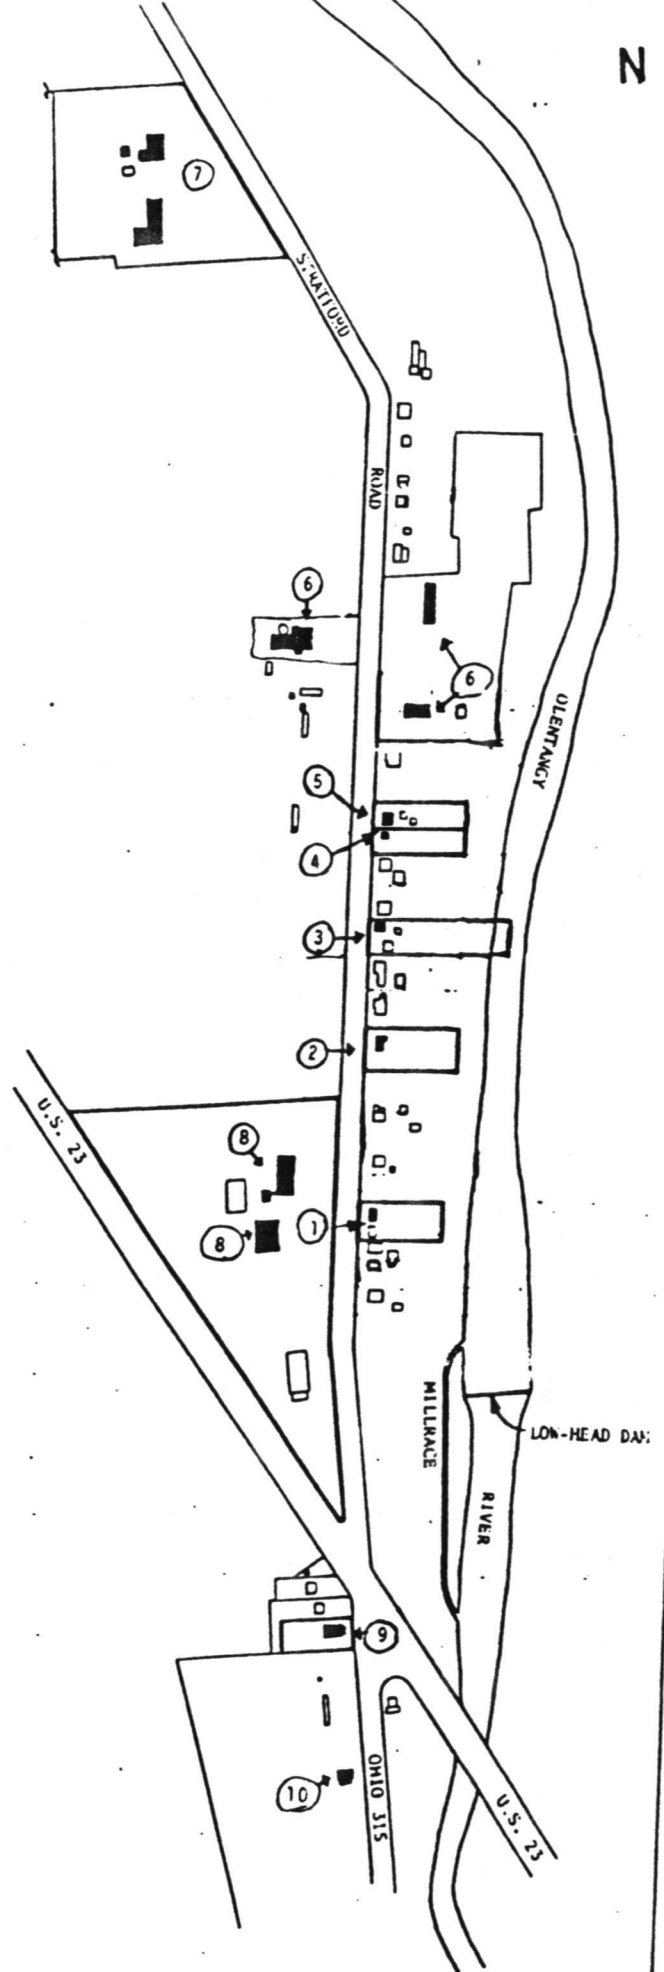 N
7
STRATFORD
ROAD
6
6
OLENTANGY
5
4
3
2
U.S. 23
8
8
1
MILLRACE
LOW-HEAD DAM
RIVER
9
10
OHIO 315
U.S. 23